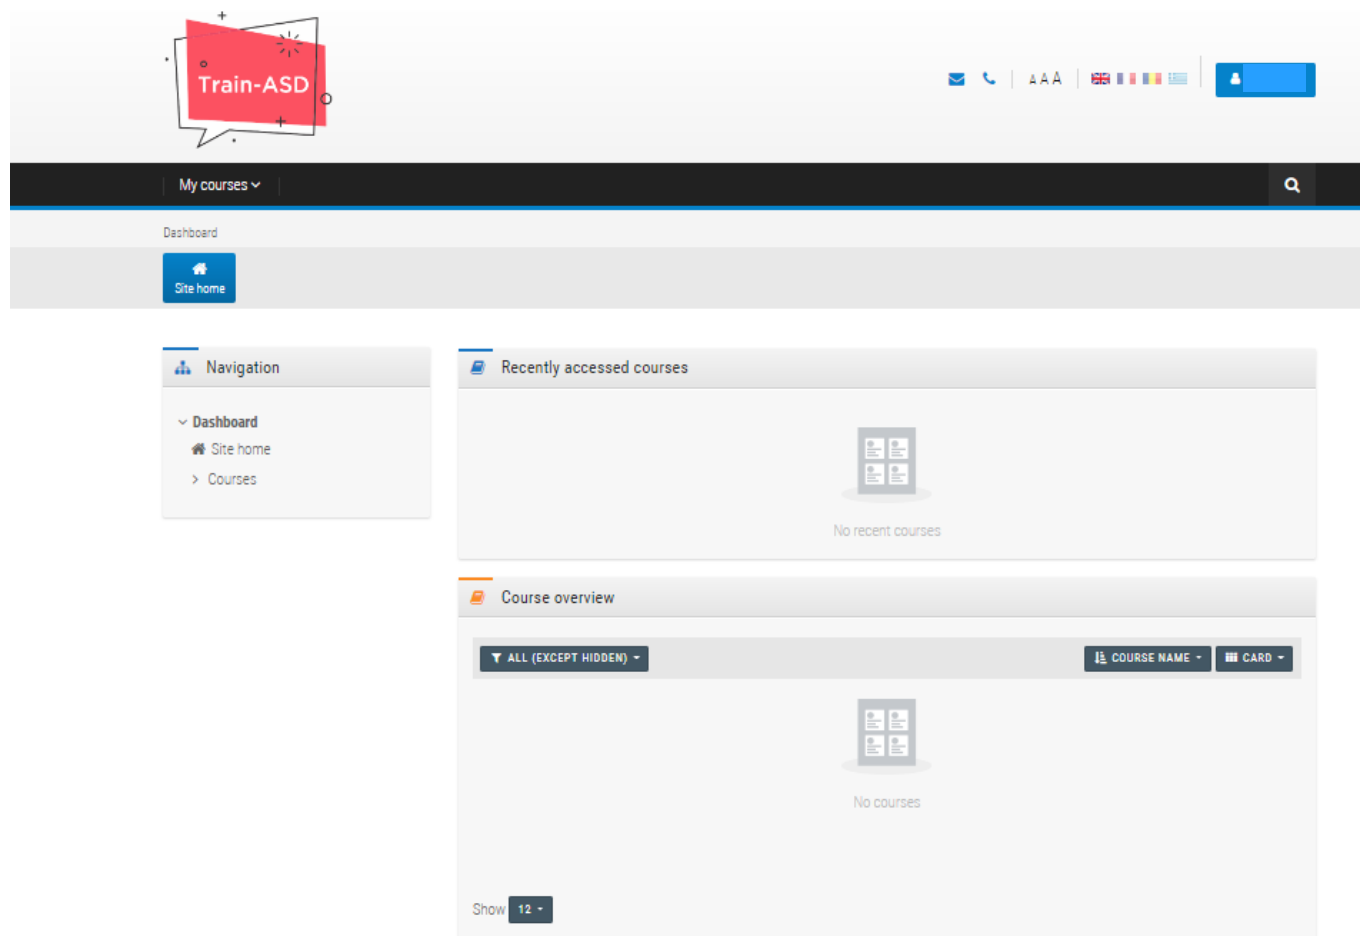 Train-ASD
A A A
My courses
Dashboard
Site home
Navigation
Dashboard
Site home
Courses
Recently accessed courses
No recent courses
Course overview
ALL (EXCEPT HIDDEN)
COURSE NAME
CARD
No courses
Show 12